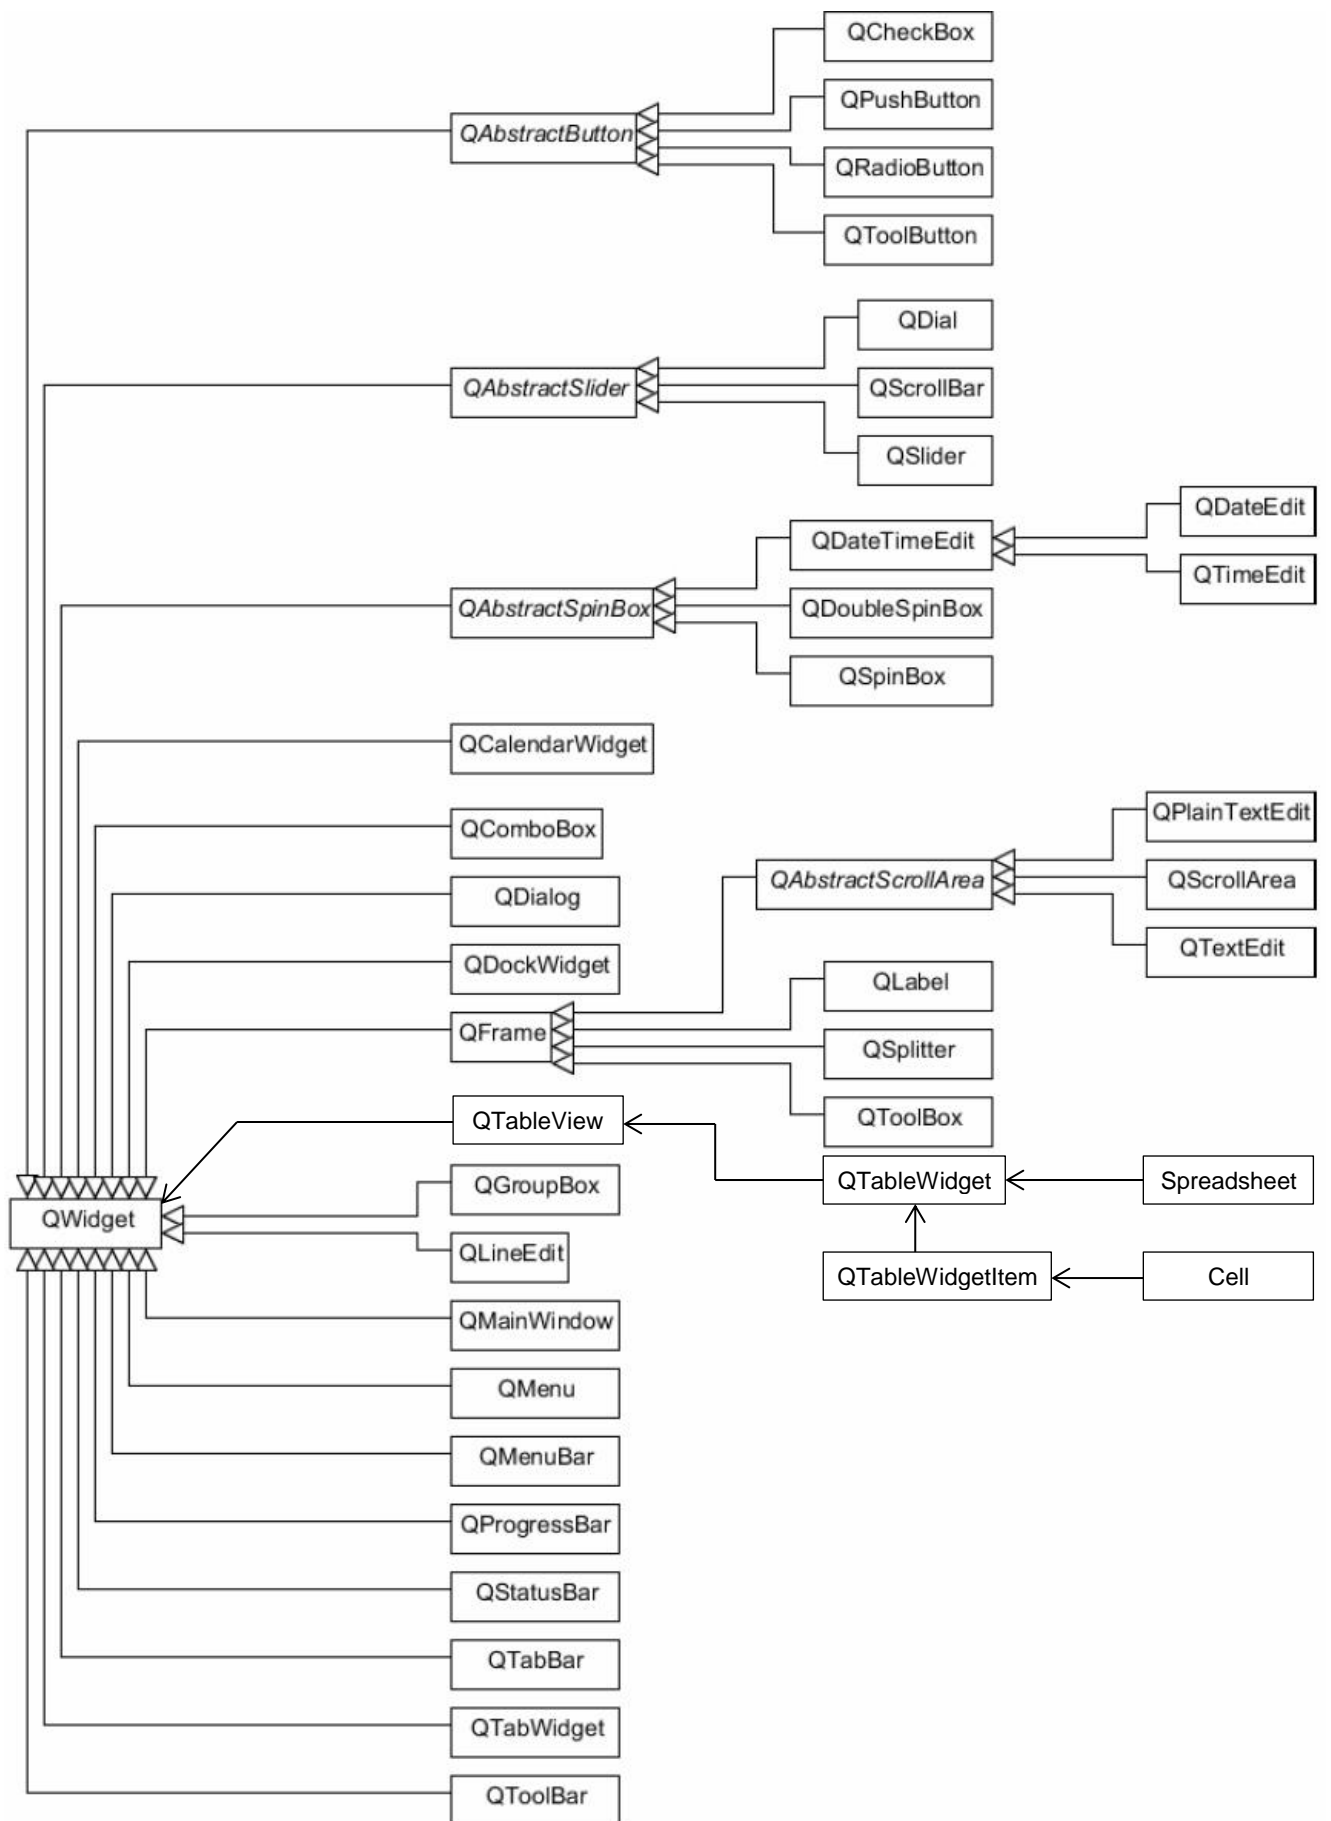 QCheckBox
QPushButton
QAbstractButton
QRadioButton
QToolButton
QDial
QAbstractSlider
QScrollBar
QSlider
QDateEdit
QDateTimeEdit
QTimeEdit
QAbstractSpinBox
QDoubleSpinBox
QSpinBox
QCalendarWidget
QPlainTextEdit
QComboBox
QAbstractScrollArea
QScrollArea
QDialog
QTextEdit
QDockWidget
QLabel
QFrame
QSplitter
QToolBox
QTableView
QTableWidget
Spreadsheet
QGroupBox
QWidget
QLineEdit
QTableWidgetItem
Cell
QMainWindow
QMenu
QMenuBar
QProgressBar
QStatusBar
QTabBar
QTabWidget
QToolBar